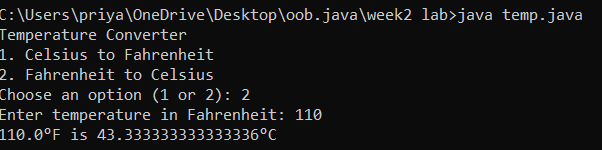 C:\Users\priya\OneDrive\Desktop\oob.java\week2 lab>java temp.java
Temperature Converter
1. Celsius to Fahrenheit
2. Fahrenheit to Celsius
Choose an option (1 or 2): 2
Enter temperature in Fahrenheit: 110
110.0°F is 43.333333333333336°C